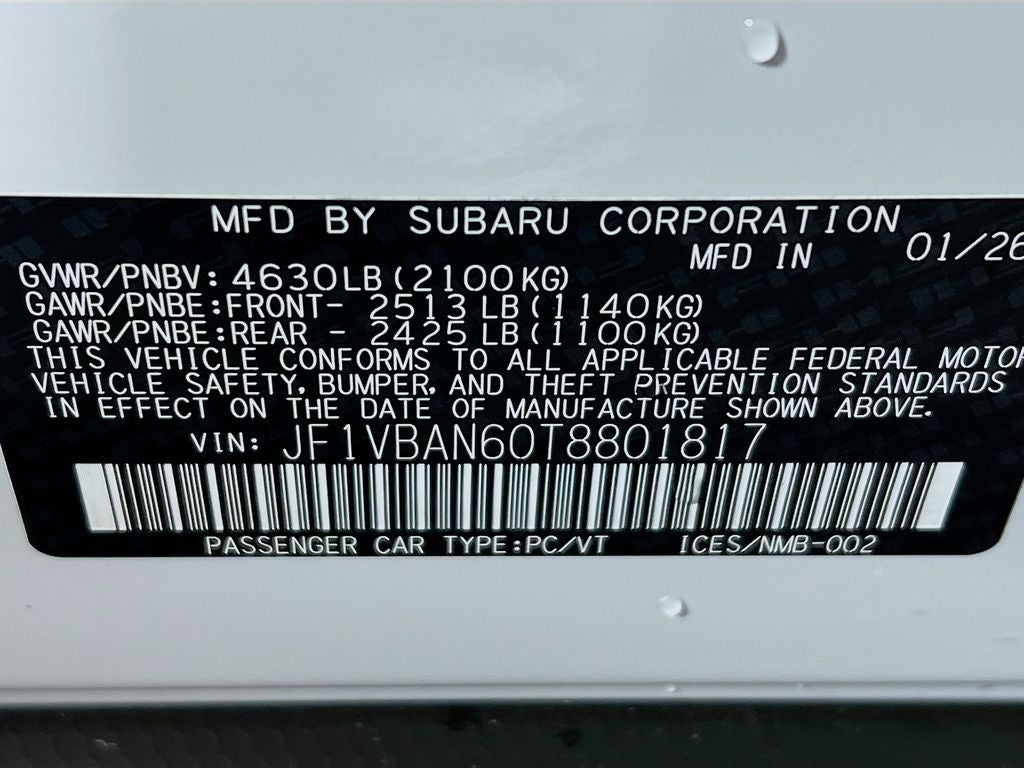 MFD BY SUBARU CORPORATION
MFD IN 01/26
GVWR/PNBV: 4630LB (2100KG)
GAWR/PNBE:FRONT- 2513 LB (1140KG)
GAWR/PNBE:REAR - 2425 LB (1100KG)
THIS VEHICLE CONFORMS TO ALL APPLICABLE FEDERAL MOTOR
VEHICLE SAFETY, BUMPER, AND THEFT PREVENTION STANDARDS
IN EFFECT ON THE DATE OF MANUFACTURE SHOWN ABOVE.
VIN: JF1VBAN60T8801817
PASSENGER CAR TYPE:PC/VT ICES/NMB-002